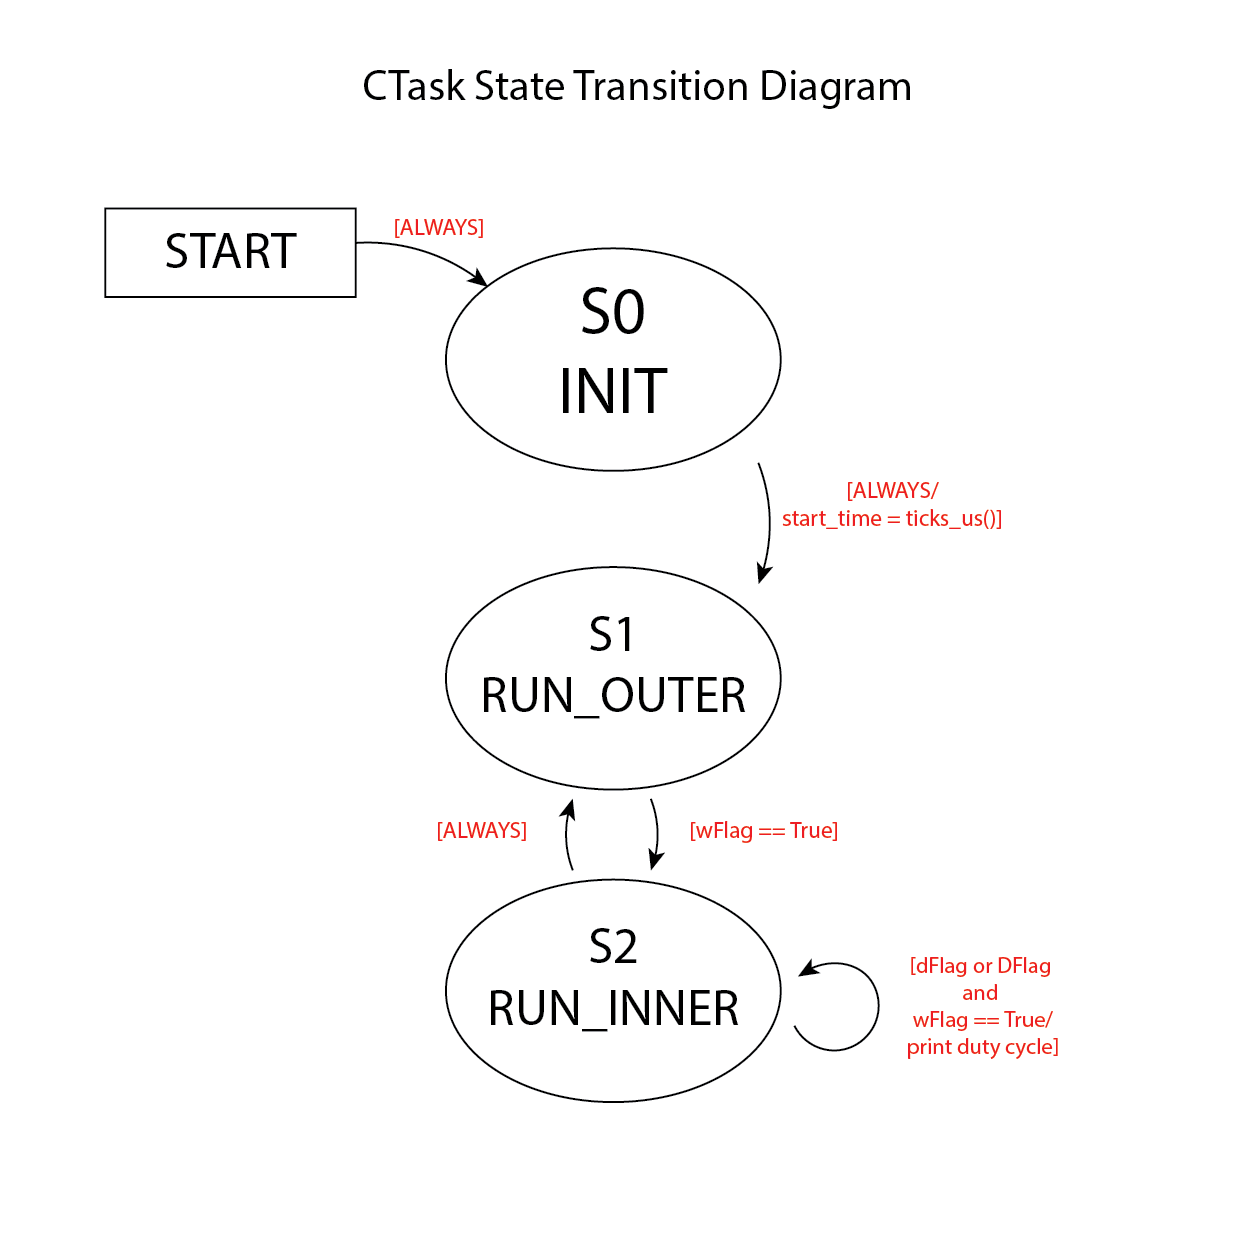 CTask State Transition Diagram
START
[ALWAYS]
S0
INIT
[ALWAYS/
start_time = ticks_us()]
S1
RUN_OUTER
[ALWAYS]
[wFlag == True]
S2
RUN_INNER
[dFlag or DFlag
and
wFlag == True/
print duty cycle]